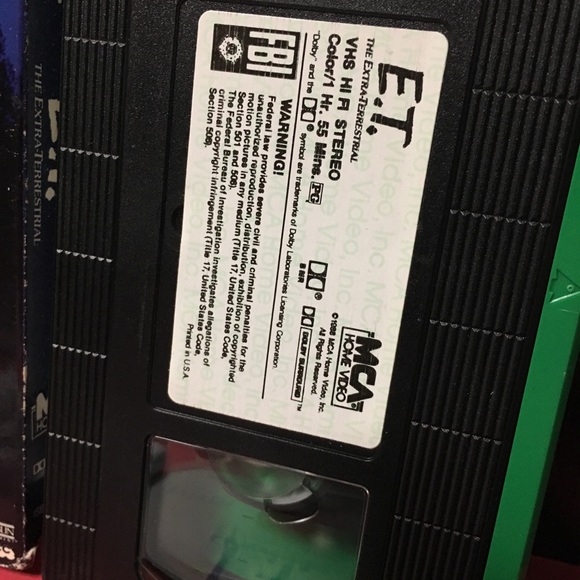 E.T.
THE EXTRA-TERRESTRIAL
VHS HI FI STEREO
Color/1 Hr. 55 Mins. PG
"Dolby" and the ® symbol are trademarks of Dolby Laboratories Licensing Corporation.
MCA
HOME VIDEO
©1988 MCA Home Video, Inc.
All Rights Reserved.
® B NR DOLBY SURROUND ™
FBI
WARNING!
Federal law provides severe civil and criminal penalties for the
unauthorized reproduction, distribution, exhibition of copyrighted
motion pictures in any medium (Title 17, United States Code,
Section 501 and 506).
The Federal Bureau of Investigation investigates allegations of
criminal copyright infringement (Title 17, United States Code,
Section 506).
Printed in U.S.A.
THE EXTRA-TERRESTRIAL